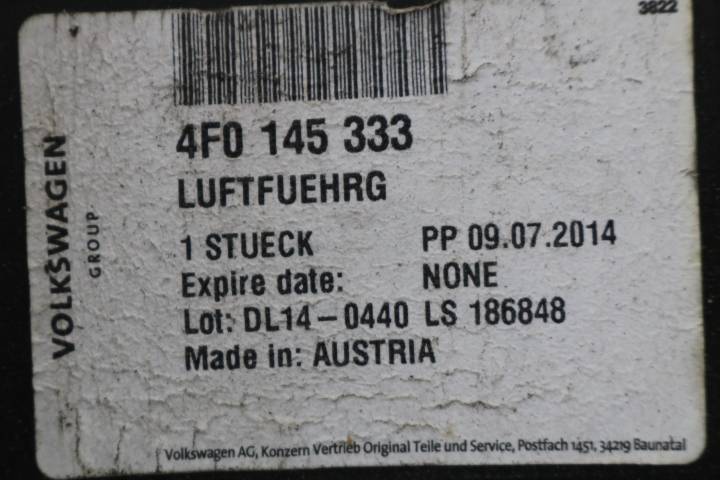 3822
4F0 145 333
LUFTFUEHRG
1 STUECK PP 09.07.2014
Expire date: NONE
Lot: DL14-0440 LS 186848
Made in: AUSTRIA
VOLKSWAGEN
GROUP
Volkswagen AG, Konzern Vertrieb Original Teile und Service, Postfach 1451, 34219 Baunatal